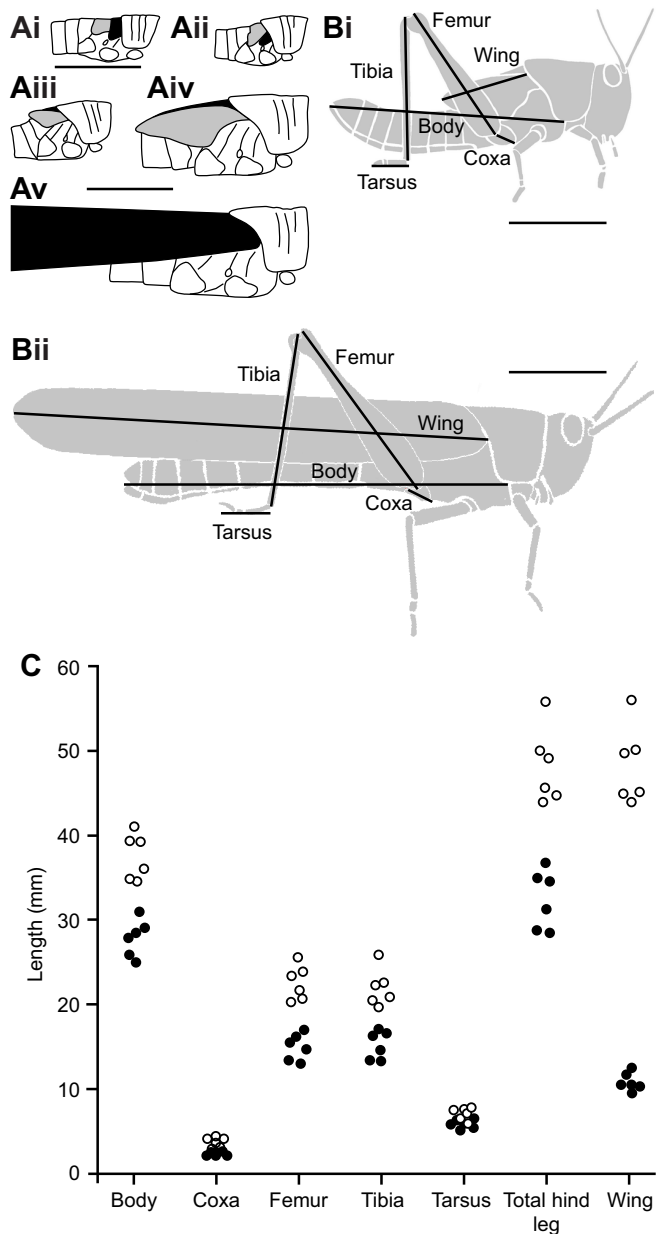 Ai
Aii
Bi
Femur
Wing
Tibia
Aiii
Aiv
Body
Coxa
Tarsus
Av
Bii
Tibia
Femur
Wing
Body
Coxa
Tarsus
C
60
50
40
30
20
10
0
Length (mm)
Body Coxa Femur Tibia Tarsus Total hind leg Wing